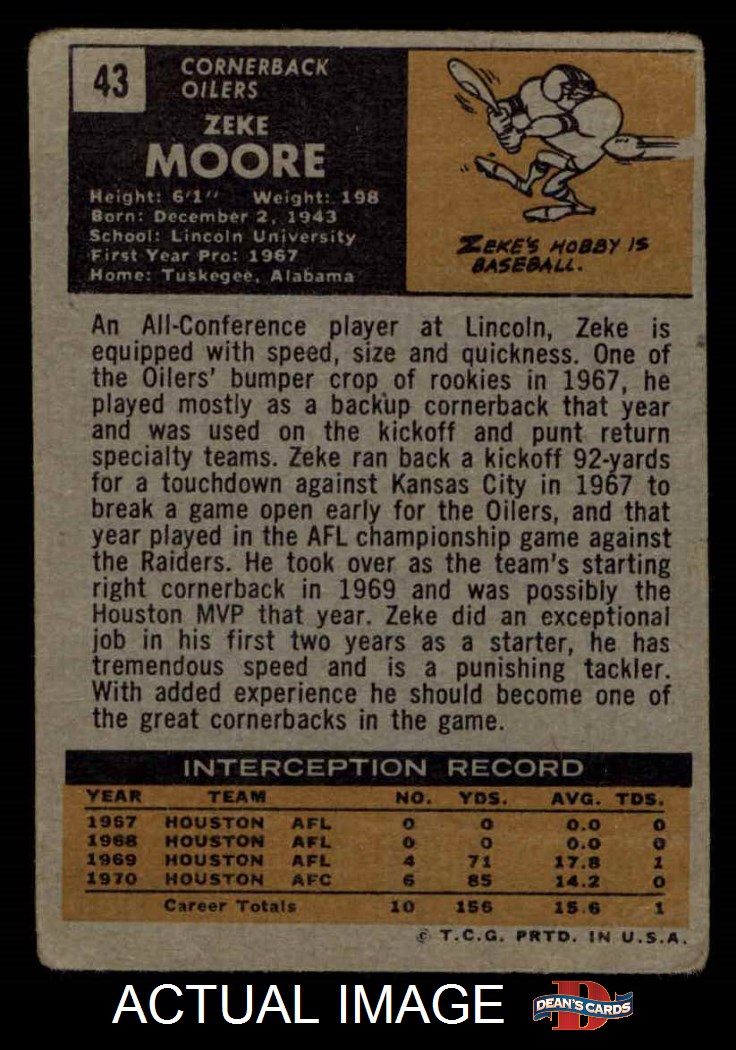 43
CORNERBACK
OILERS
ZEKE
MOORE
Height: 6'1" Weight: 198
Born: December 2, 1943
School: Lincoln University
First Year Pro: 1967
Home: Tuskegee, Alabama
ZEKE'S HOBBY IS
BASEBALL.
An All-Conference player at Lincoln, Zeke is
equipped with speed, size and quickness. One of
the Oilers' bumper crop of rookies in 1967, he
played mostly as a backup cornerback that year
and was used on the kickoff and punt return
specialty teams. Zeke ran back a kickoff 92-yards
for a touchdown against Kansas City in 1967 to
break a game open early for the Oilers, and that
year played in the AFL championship game against
the Raiders. He took over as the team's starting
right cornerback in 1969 and was possibly the
Houston MVP that year. Zeke did an exceptional
job in his first two years as a starter, he has
tremendous speed and is a punishing tackler.
With added experience he should become one of
the great cornerbacks in the game.
INTERCEPTION RECORD
YEAR TEAM NO. YDS. AVG. TDS.
1967 HOUSTON AFL 0 0 0.0 0
1968 HOUSTON AFL 0 0 0.0 0
1969 HOUSTON AFL 4 71 17.8 1
1970 HOUSTON AFC 6 85 14.2 0
Career Totals 10 156 15.6 1
© T.C.G. PRTD. IN U.S.A.
ACTUAL IMAGE
D
DEAN'S CARDS